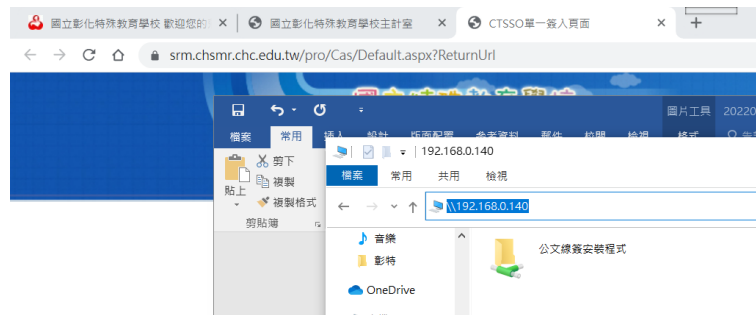 國立彰化特殊教育學校 歡迎您的
國立彰化特殊教育學校主計室
CTSSO單一簽入頁面
srm.chsmr.chc.edu.tw/pro/Cas/Default.aspx?ReturnUrl
圖片工具 20220
檔案 常用 插入 設計 版面配置 參考資料 郵件 校閱 檢視 格式
192.168.0.140
剪下
複製
貼上
複製格式
剪貼簿
檔案 常用 共用 檢視
\\192.168.0.140
音樂
彰特
OneDrive
公文線簽安裝程式